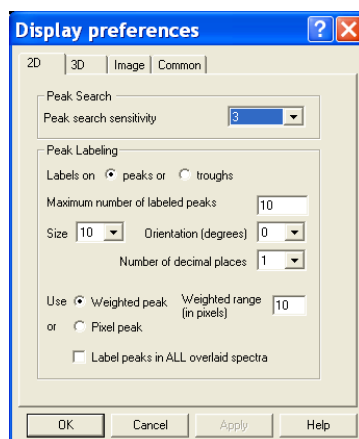 Display preferences
2D 3D Image Common
Peak Search
Peak search sensitivity 3
Peak Labeling
Labels on peaks or troughs
Maximum number of labeled peaks 10
Size 10 Orientation (degrees) 0
Number of decimal places 1
Use Weighted peak Weighted range 10
(in pixels)
or Pixel peak
Label peaks in ALL overlaid spectra
OK Cancel Apply Help